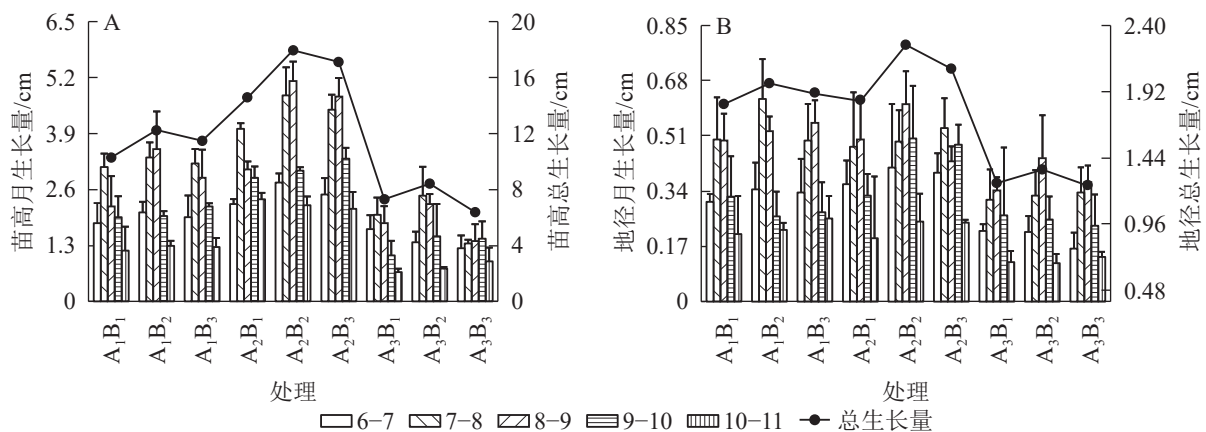 A
B
苗高月生长量/cm
6.5
5.2
3.9
2.6
1.3
0
苗高总生长量/cm
20
16
12
8
4
0
A₁B₁ A₁B₂ A₁B₃ A₂B₁ A₂B₂ A₂B₃ A₃B₁ A₃B₂ A₃B₃
处理
地径月生长量/cm
0.85
0.68
0.51
0.34
0.17
0
地径总生长量/cm
2.40
1.92
1.44
0.96
0.48
A₁B₁ A₁B₂ A₁B₃ A₂B₁ A₂B₂ A₂B₃ A₃B₁ A₃B₂ A₃B₃
处理
6−7 7−8 8−9 9−10 10−11 总生长量